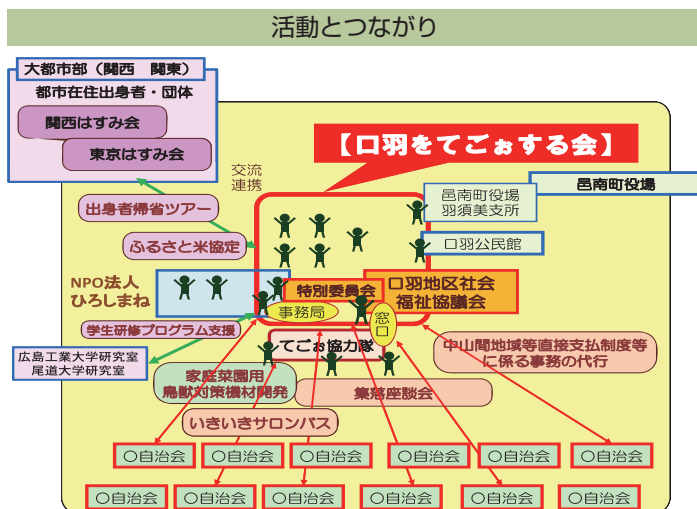 活動とつながり
大都市部（関西　関東）
都市在住出身者・団体
関西はすみ会
東京はすみ会
交流
連携
【口羽をてごぉする会】
邑南町役場
羽須美支所
邑南町役場
口羽公民館
出身者帰省ツアー
ふるさと米協定
NPO法人
ひろしまね
特別委員会
口羽地区社会
福祉協議会
事務局
窓
口
学生研修プログラム支援
てごぉ協力隊
広島工業大学研究室
尾道大学研究室
中山間地域等直接支払制度等
に係る事務の代行
家庭菜園用
鳥獣対策機材開発
集落座談会
いきいきサロンバス
〇自治会
〇自治会
〇自治会
〇自治会
〇自治会
〇自治会
〇自治会
〇自治会
〇自治会
〇自治会
〇自治会
〇自治会